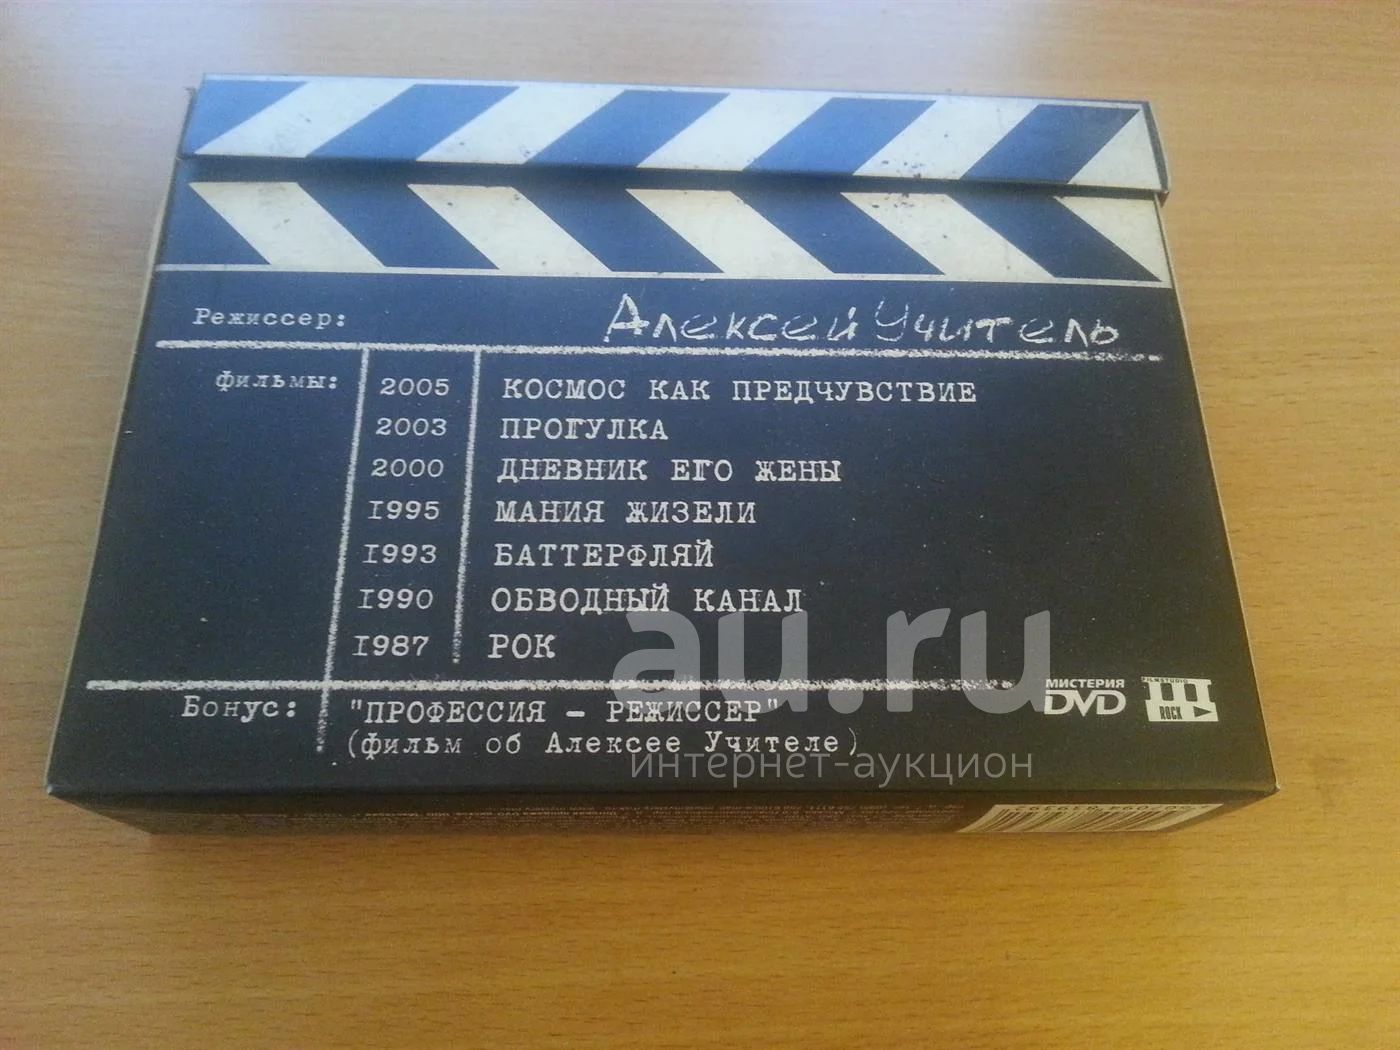 Режиссер: Алексей Учитель
фильмы: 2005 КОСМОС КАК ПРЕДЧУВСТВИЕ
2003 ПРОГУЛКА
2000 ДНЕВНИК ЕГО ЖЕНЫ
1995 МАНИЯ ЖИЗЕЛИ
1993 БАТТЕРФЛЯЙ
1990 ОБВОДНЫЙ КАНАЛ
1987 РОК
au.ru
МИСТЕРИЯ
DVD
FILMSTUDIO
ROCK
Бонус: "ПРОФЕССИЯ - РЕЖИССЕР"
(фильм об Алексее Учителе)
интернет-аукцион